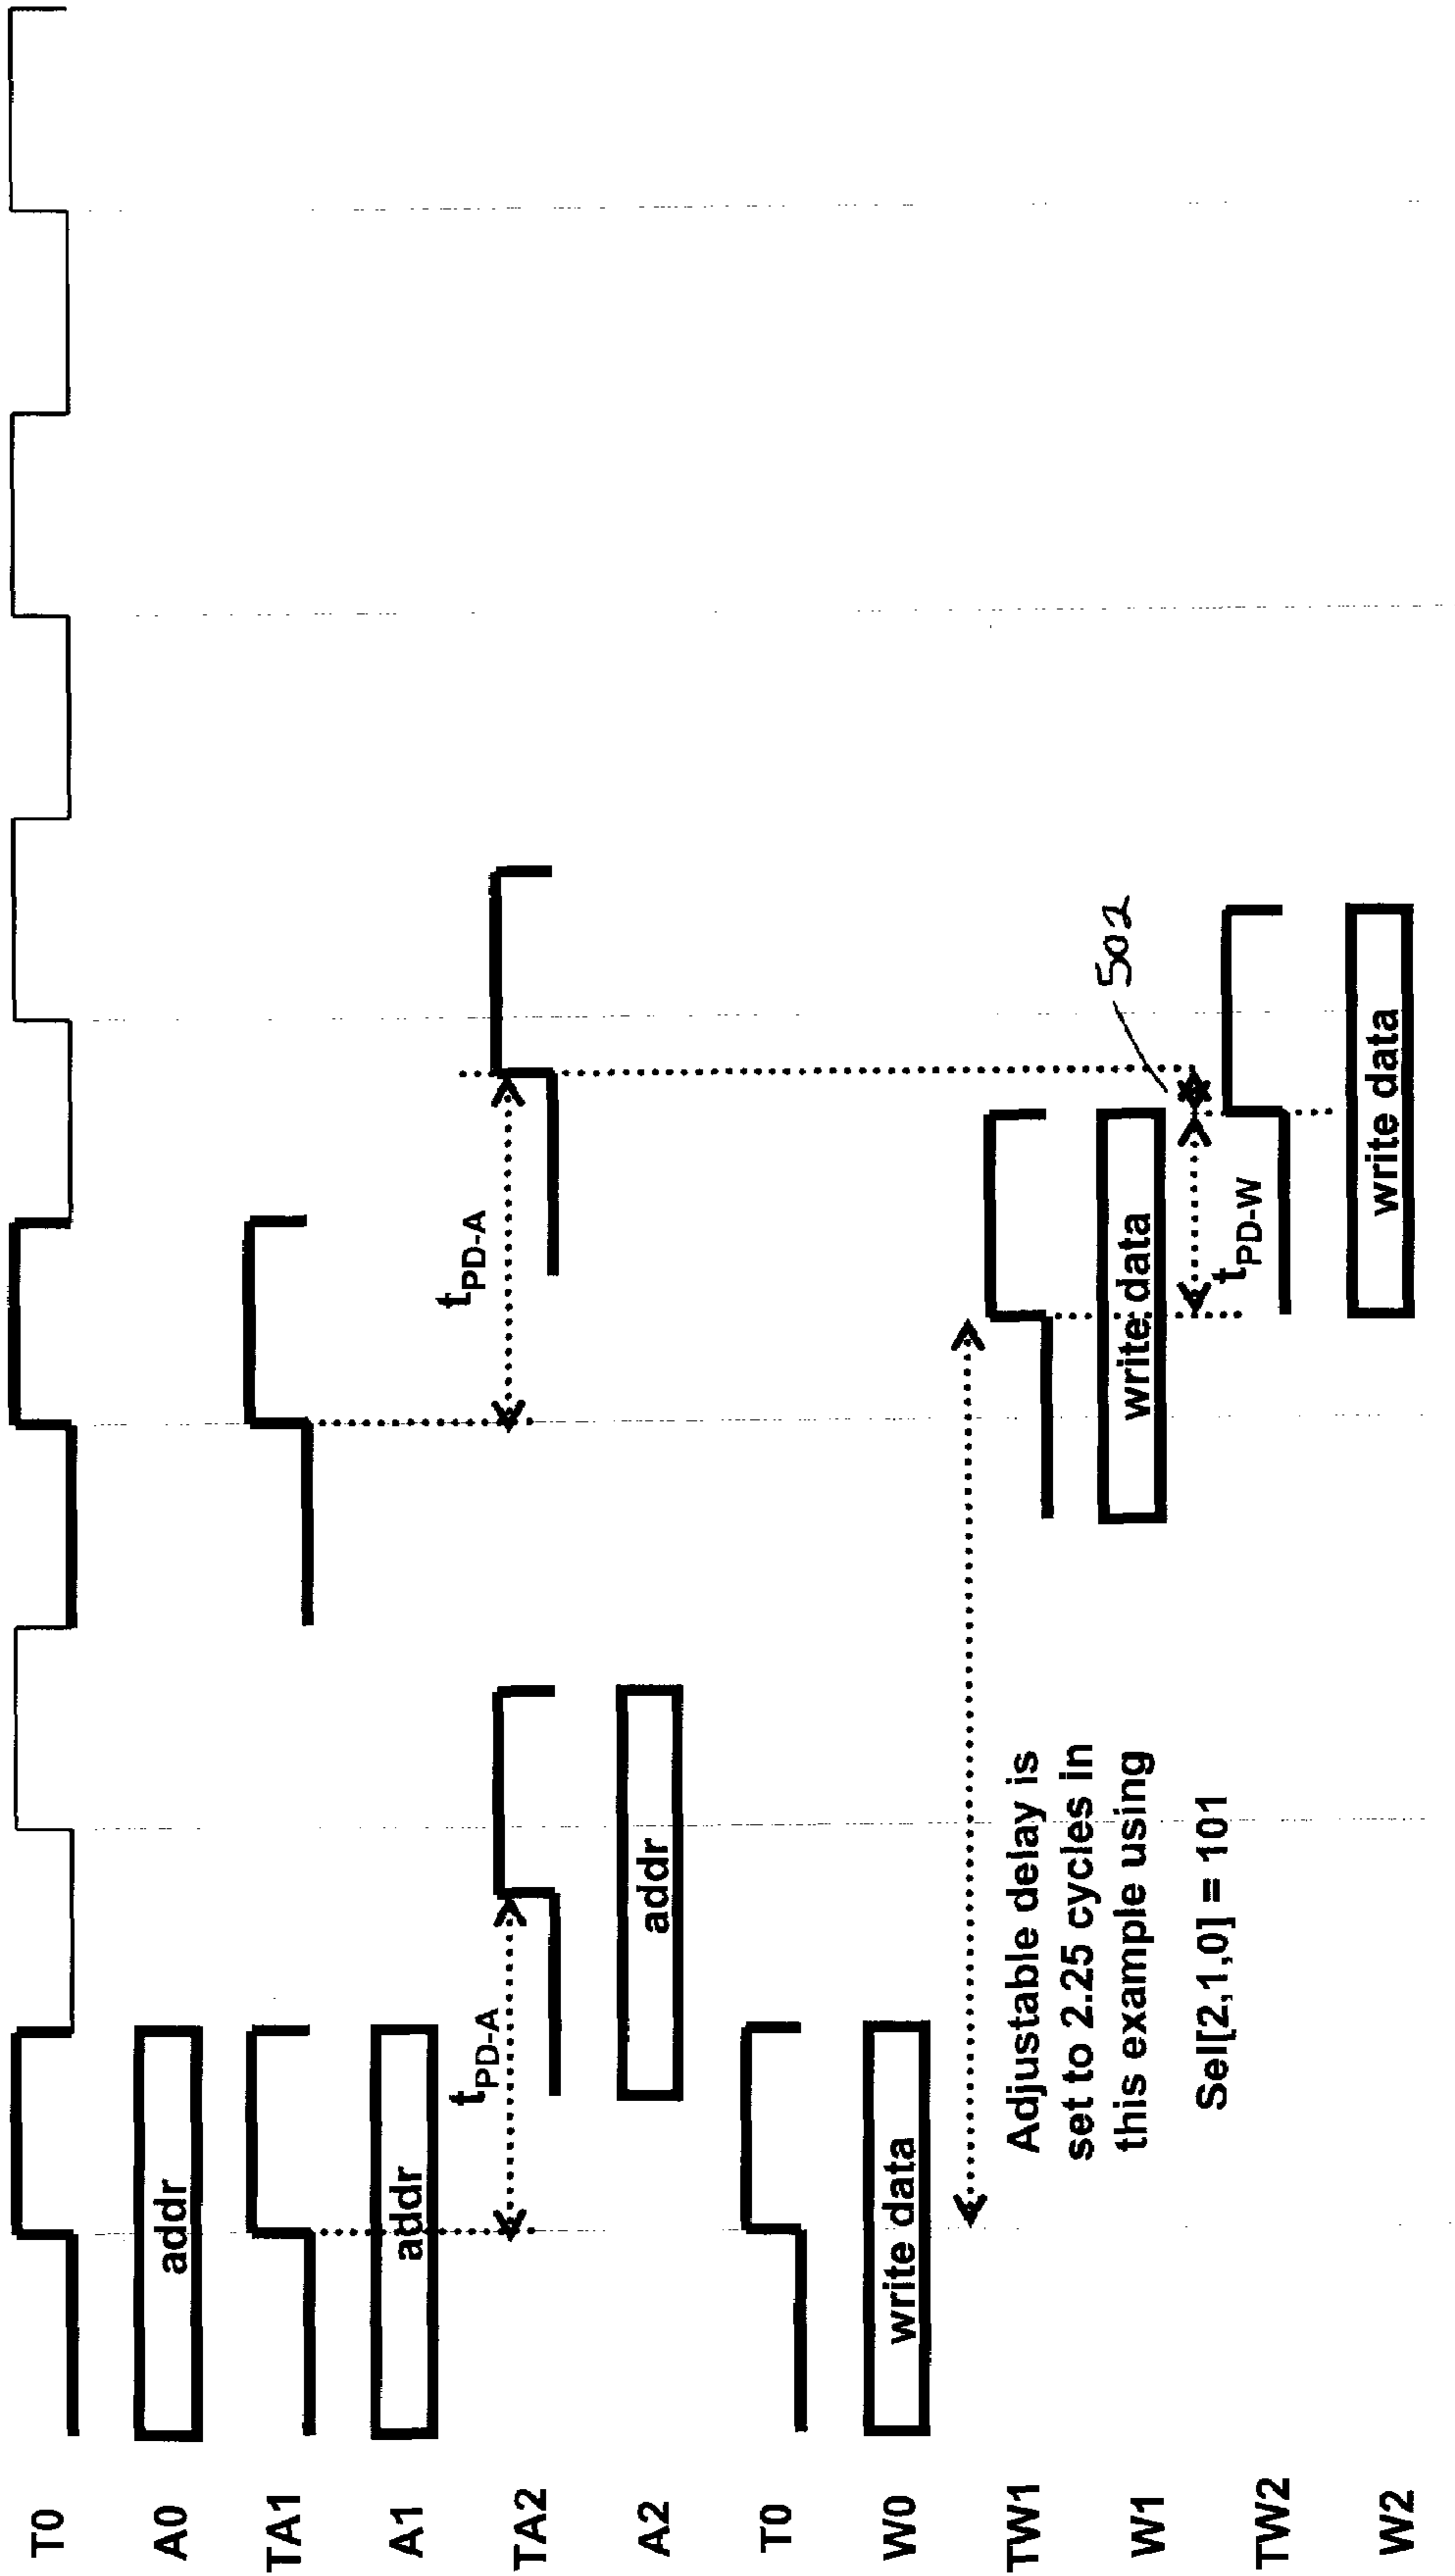 T0
A0
addr
TA1
A1
addr
TA2
tPD-A
tPD-A
A2
addr
T0
W0
write data
Adjustable delay is
set to 2.25 cycles in
this example using
Sel[2,1,0] = 101
TW1
W1
write data
502
tPD-W
TW2
W2
write data